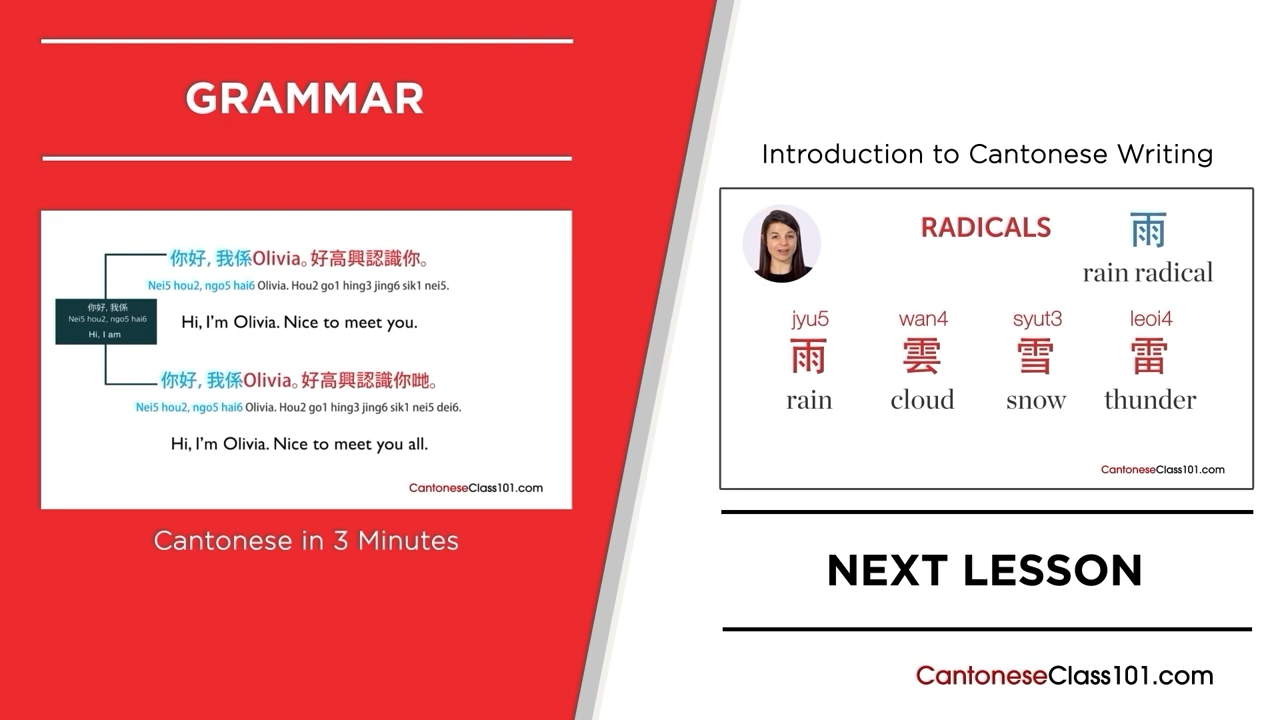 GRAMMAR
你好, 我係Olivia。好高興認識你。
Nei5 hou2, ngo5 hai6 Olivia. Hou2 go1 hing3 jing6 sik1 nei5.
Hi, I'm Olivia. Nice to meet you.
你好, 我係
Nei5 hou2, ngo5 hai6
Hi, I am
你好, 我係Olivia。好高興認識你哋。
Nei5 hou2, ngo5 hai6 Olivia. Hou2 go1 hing3 jing6 sik1 nei5 dei6.
Hi, I'm Olivia. Nice to meet you all.
CantoneseClass101.com
Cantonese in 3 Minutes
Introduction to Cantonese Writing
RADICALS
雨
rain radical
jyu5 wan4 syut3 leoi4
雨 雲 雪 雷
rain cloud snow thunder
CantoneseClass101.com
NEXT LESSON
CantoneseClass101.com